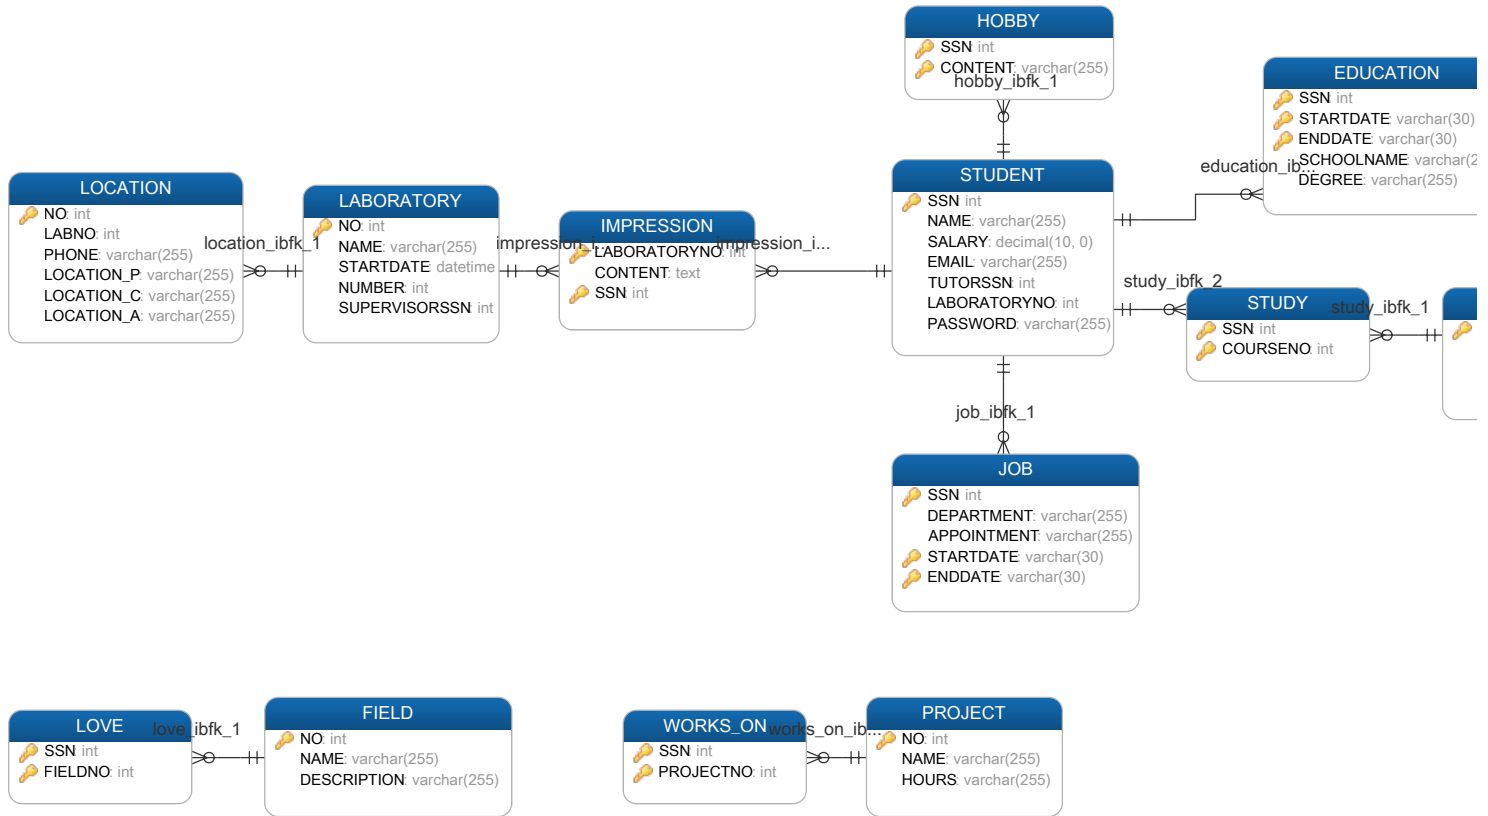 HOBBY
SSN: int
CONTENT: varchar(255)
hobby_ibfk_1
EDUCATION
SSN: int
STARTDATE: varchar(30)
ENDDATE: varchar(30)
SCHOOLNAME: varchar(2
DEGREE: varchar(255)
education_ib...
LOCATION
NO: int
LABNO: int
PHONE: varchar(255)
LOCATION_P: varchar(255)
LOCATION_C: varchar(255)
LOCATION_A: varchar(255)
location_ibfk_1
LABORATORY
NO: int
NAME: varchar(255)
STARTDATE: datetime
NUMBER: int
SUPERVISORSSN: int
impression_i...
IMPRESSION
LABORATORYNO: int
CONTENT: text
SSN: int
impression_i...
STUDENT
SSN: int
NAME: varchar(255)
SALARY: decimal(10, 0)
EMAIL: varchar(255)
TUTORSSN: int
LABORATORYNO: int
PASSWORD: varchar(255)
study_ibfk_2
STUDY
SSN: int
COURSENO: int
study_ibfk_1
job_ibfk_1
JOB
SSN: int
DEPARTMENT: varchar(255)
APPOINTMENT: varchar(255)
STARTDATE: varchar(30)
ENDDATE: varchar(30)
LOVE
SSN: int
FIELDNO: int
love_ibfk_1
FIELD
NO: int
NAME: varchar(255)
DESCRIPTION: varchar(255)
WORKS_ON
SSN: int
PROJECTNO: int
works_on_ib...
PROJECT
NO: int
NAME: varchar(255)
HOURS: varchar(255)